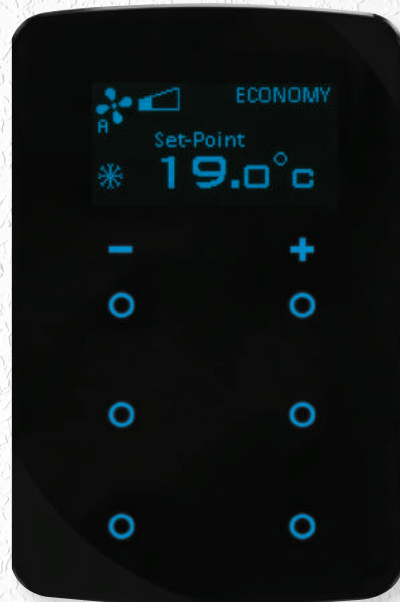 ECONOMY
A
Set-Point
19.0°c
- +